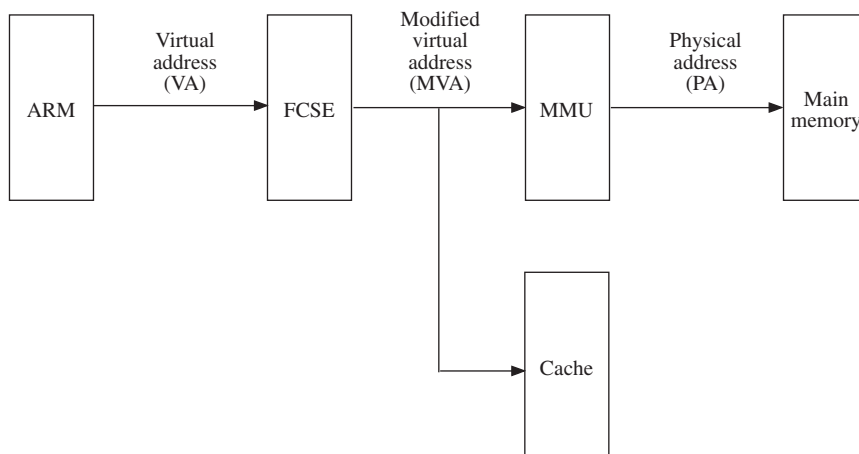 Virtual
address
(VA)
Modified
virtual
address
(MVA)
Physical
address
(PA)
ARM
FCSE
MMU
Main
memory
Cache